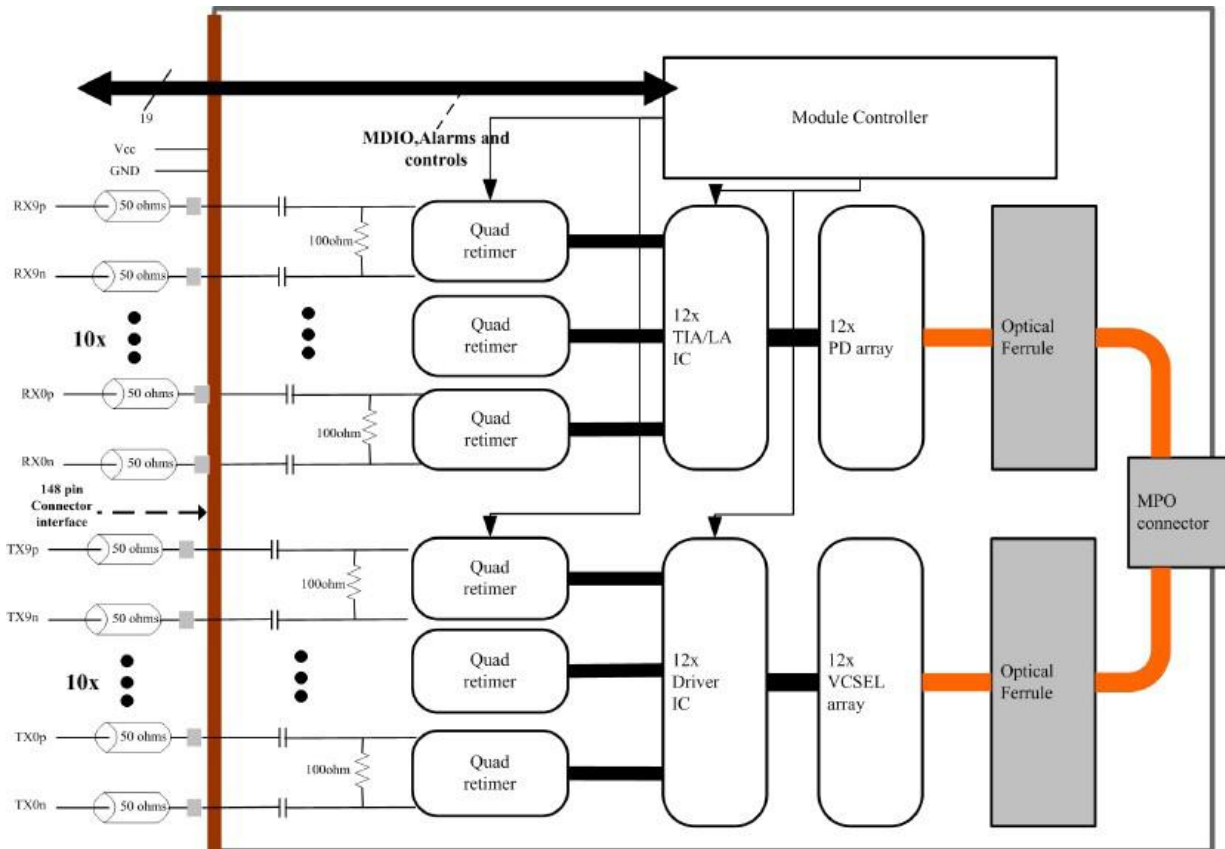 19
MDIO,Alarms and
controls
Module Controller
Vcc
GND
RX9p
50 ohms
100ohm
RX9n
50 ohms
10x
RX0p
50 ohms
100ohm
RX0n
50 ohms
Quad
retimer
Quad
retimer
Quad
retimer
12x
TIA/LA
IC
12x
PD array
Optical
Ferrule
148 pin
Connector
interface
MPO
connector
TX9p
50 ohms
100ohm
TX9n
50 ohms
10x
TX0p
50 ohms
100ohm
TX0n
50 ohms
Quad
retimer
Quad
retimer
Quad
retimer
12x
Driver
IC
12x
VCSEL
array
Optical
Ferrule